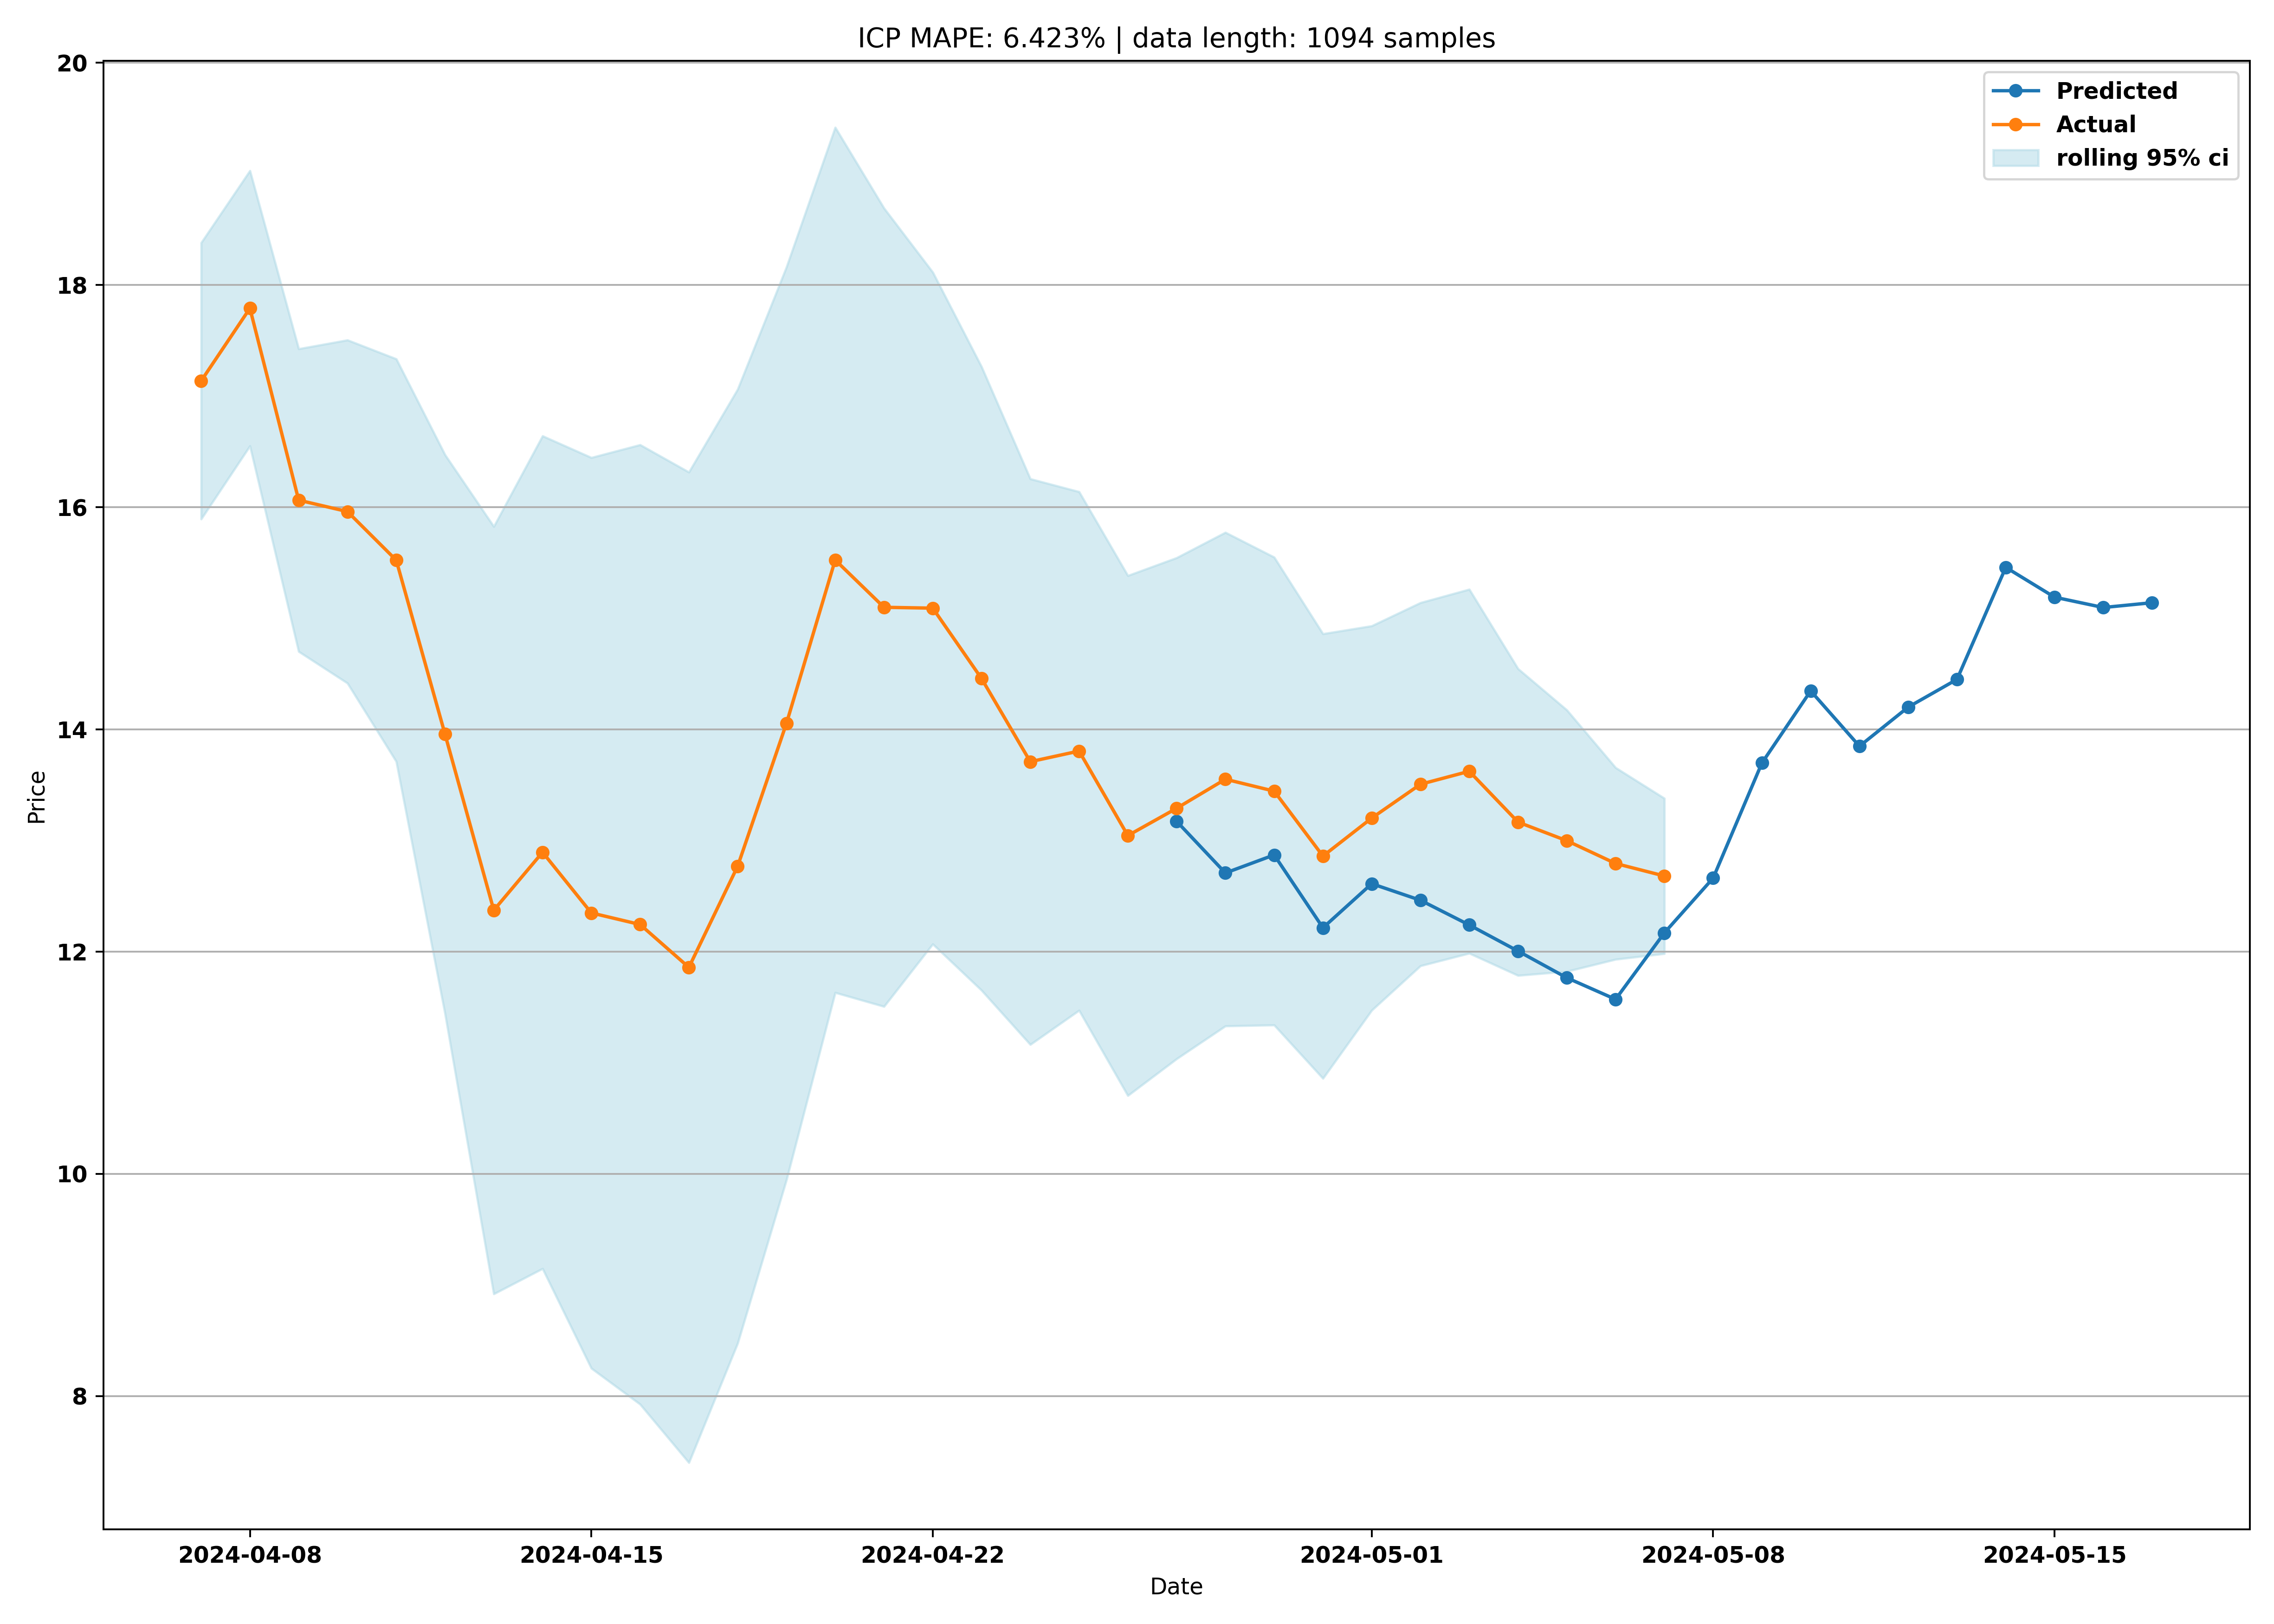 ICP MAPE: 6.423% | data length: 1094 samples
Predicted
Actual
rolling 95% ci
20
18
16
14
12
10
8
Price
2024-04-08
2024-04-15
2024-04-22
2024-05-01
2024-05-08
2024-05-15
Date